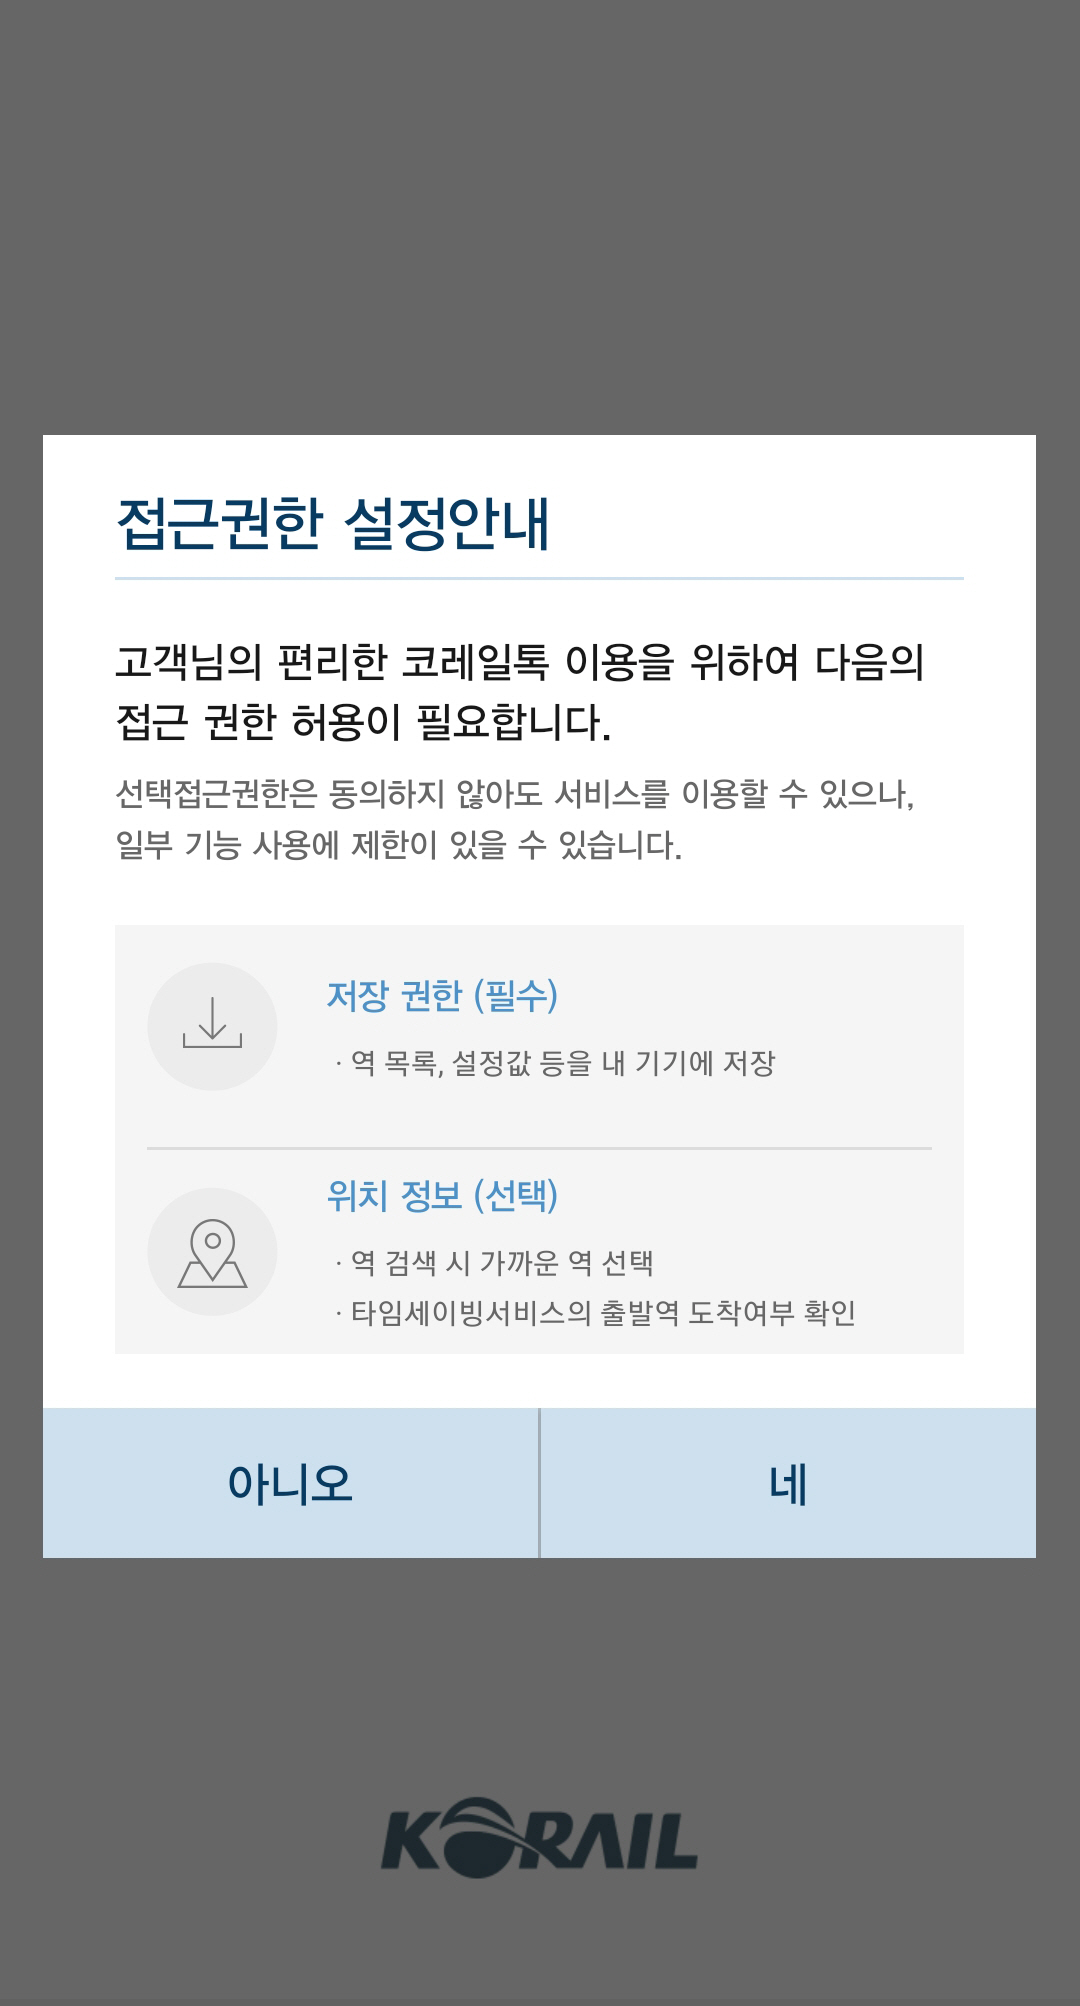 접근권한 설정안내
고객님의 편리한 코레일톡 이용을 위하여 다음의
접근 권한 허용이 필요합니다.
선택접근권한은 동의하지 않아도 서비스를 이용할 수 있으나,
일부 기능 사용에 제한이 있을 수 있습니다.
저장 권한 (필수)
· 역 목록, 설정값 등을 내 기기에 저장
위치 정보 (선택)
· 역 검색 시 가까운 역 선택
· 타임세이빙서비스의 출발역 도착여부 확인
아니오
네
KORAIL